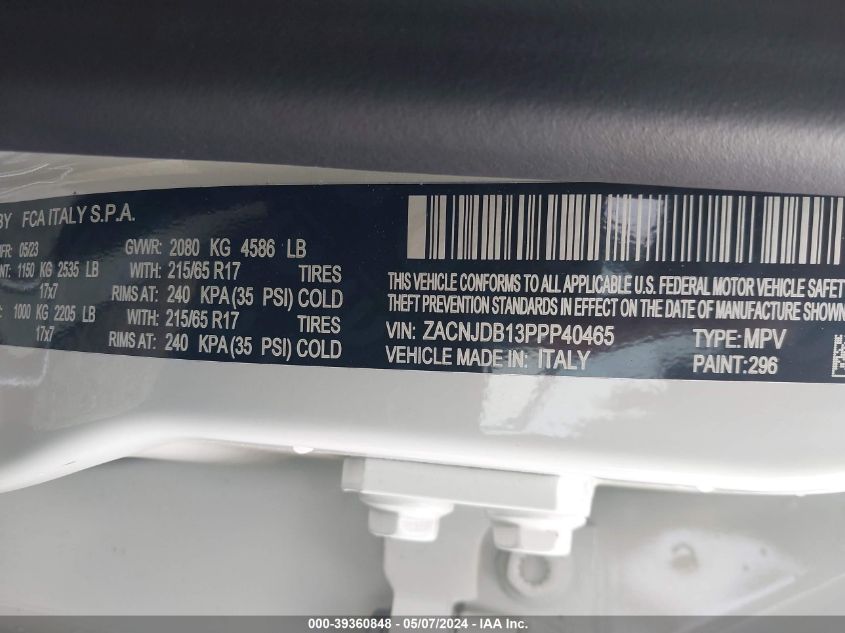 BY FCA ITALY S.P.A.
MFR: 05/23 GVWR: 2080 KG 4586 LB
1150 KG 2535 LB WITH: 215/65 R17 TIRES
17x7 RIMS AT: 240 KPA(35 PSI) COLD
1000 KG 2205 LB WITH: 215/65 R17 TIRES
17x7 RIMS AT: 240 KPA(35 PSI) COLD
THIS VEHICLE CONFORMS TO ALL APPLICABLE U.S. FEDERAL MOTOR VEHICLE SAFETY
THEFT PREVENTION STANDARDS IN EFFECT ON THE DATE OF MANUFACTURE SHOWN
VIN: ZACNJDB13PPP40465 TYPE: MPV
VEHICLE MADE IN: ITALY PAINT: 296
000-39360848 - 05/07/2024 - IAA Inc.